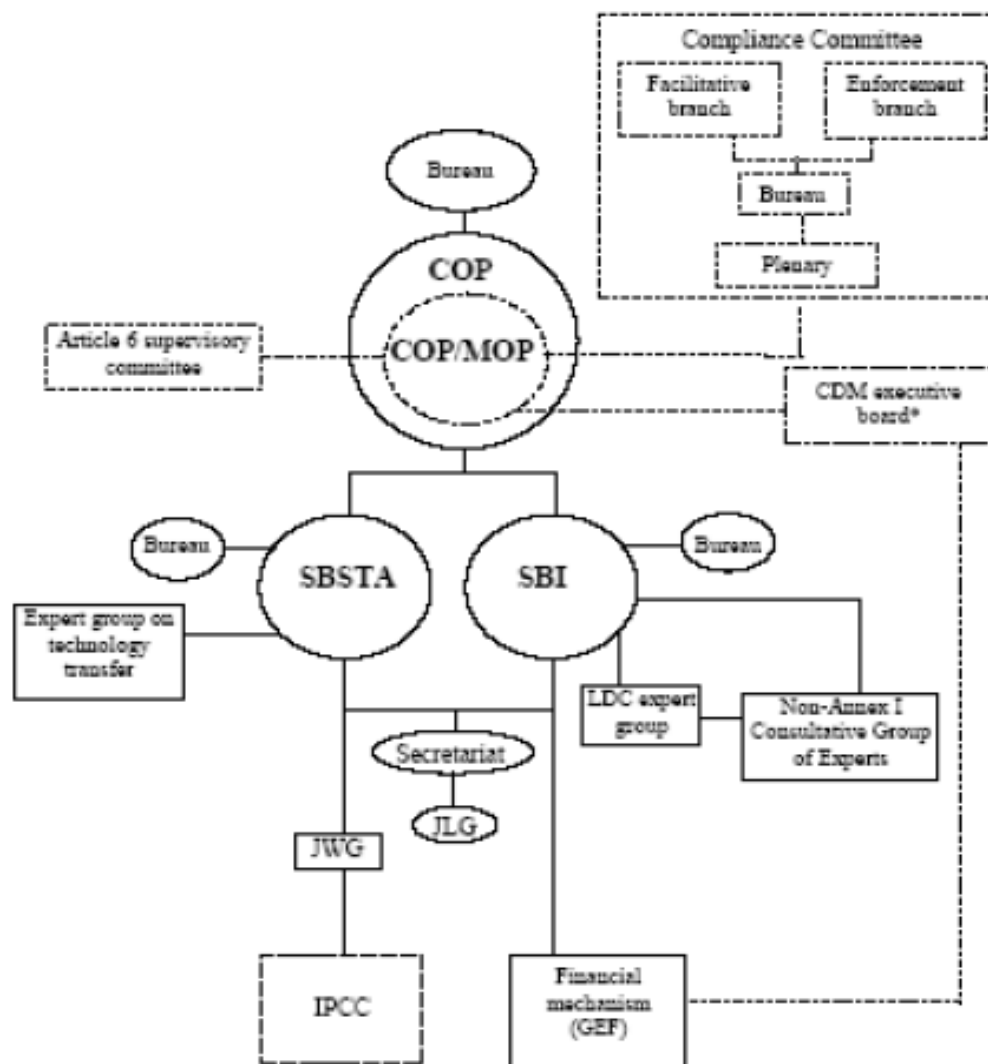 Compliance Committee
Facilitative
branch
Enforcement
branch
Bureau
Plenary
Bureau
COP
COP/MOP
Article 6 supervisory
committee
CDM executive
board*
Bureau
SBSTA
SBI
Bureau
Expert group on
technology
transfer
LDC expert
group
Non-Annex I
Consultative Group
of Experts
Secretariat
JLG
JWG
IPCC
Financial
mechanism
(GEF)